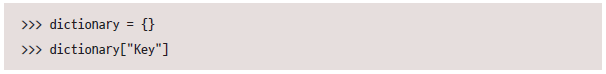 >>> dictionary = {}
>>> dictionary["Key"]